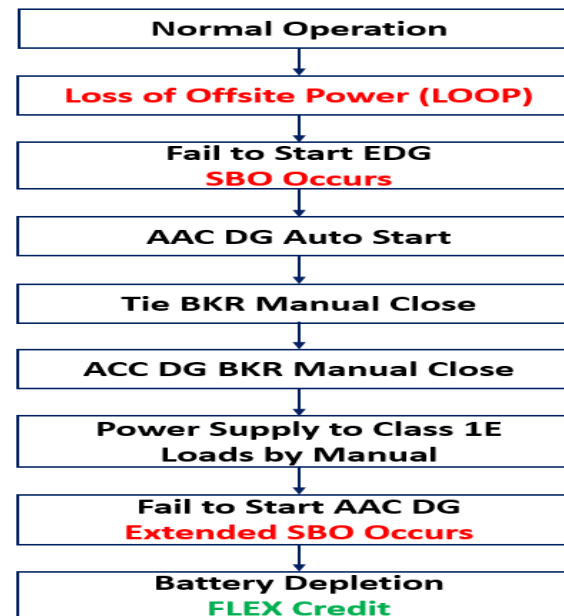 Normal Operation
Loss of Offsite Power (LOOP)
Fail to Start EDG
SBO Occurs
AAC DG Auto Start
Tie BKR Manual Close
ACC DG BKR Manual Close
Power Supply to Class 1E
Loads by Manual
Fail to Start AAC DG
Extended SBO Occurs
Battery Depletion
FLEX Credit